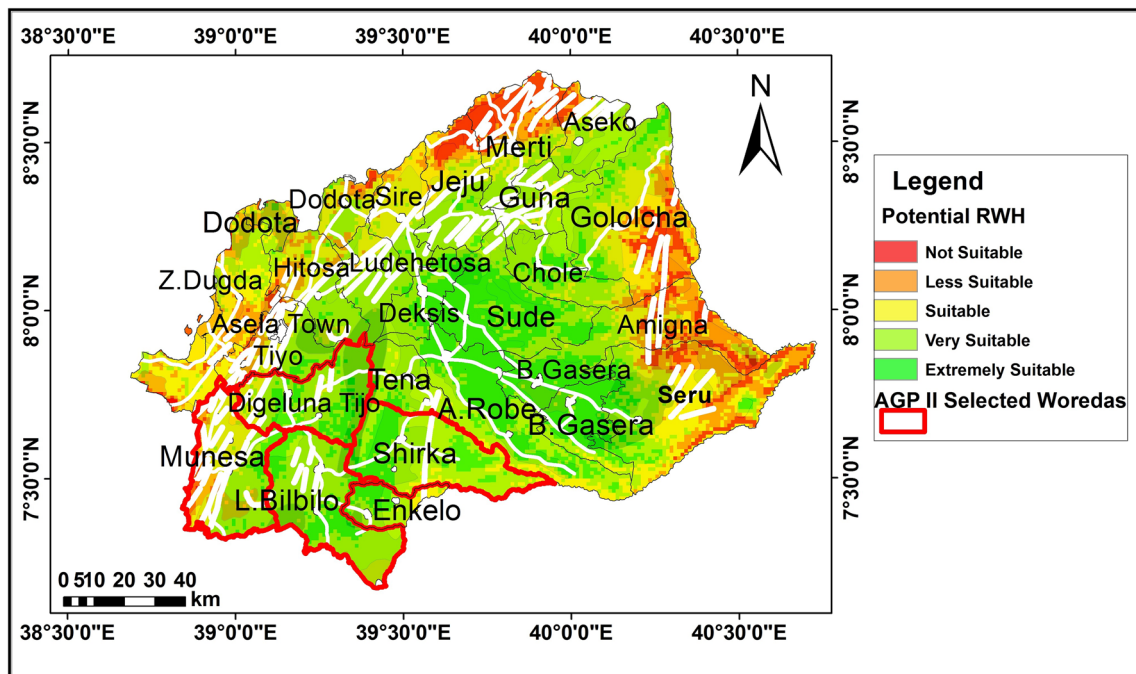 38°30'0"E 39°0'0"E 39°30'0"E 40°0'0"E 40°30'0"E
8°30'0"N
8°0'0"N
7°30'0"N
N
Aseko
Merti
Jeju
Guna
Dodota Sire
Dodota
Gololcha
Hitosa
Ludehetosa
Chole
Z.Dugda
Deksis
Sude
Asela Town
Amigna
Tiyo
Tena
B.Gasera
Seru
Digeluna Tijo
A.Robe
B.Gasera
Munesa
Shirka
L.Bilbilo
Enkelo
0 5 10 20 30 40
km
8°30'0"N
8°0'0"N
7°30'0"N
38°30'0"E 39°0'0"E 39°30'0"E 40°0'0"E 40°30'0"E
Legend
Potential RWH
Not Suitable
Less Suitable
Suitable
Very Suitable
Extremely Suitable
AGP II Selected Woredas